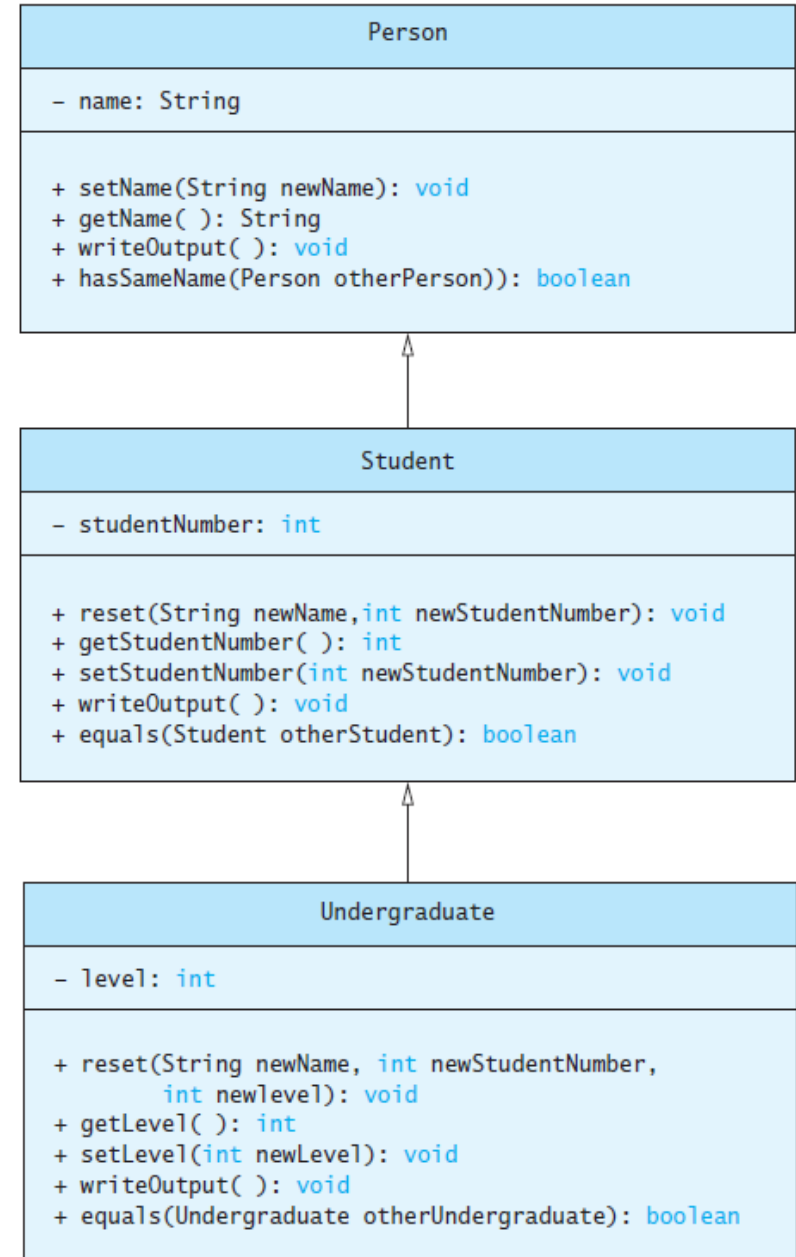 Person
– name: String
+ setName(String newName): void
+ getName( ): String
+ writeOutput( ): void
+ hasSameName(Person otherPerson)): boolean
Student
– studentNumber: int
+ reset(String newName,int newStudentNumber): void
+ getStudentNumber( ): int
+ setStudentNumber(int newStudentNumber): void
+ writeOutput( ): void
+ equals(Student otherStudent): boolean
Undergraduate
– level: int
+ reset(String newName, int newStudentNumber,
int newlevel): void
+ getLevel( ): int
+ setLevel(int newLevel): void
+ writeOutput( ): void
+ equals(Undergraduate otherUndergraduate): boolean